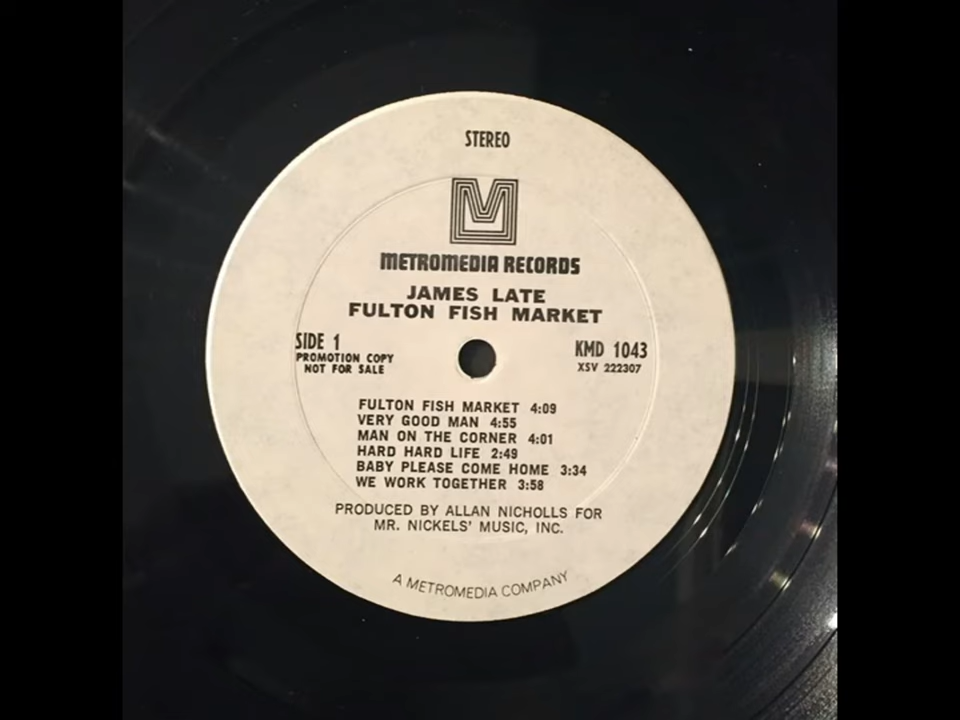 STEREO
M
METROMEDIA RECORDS
JAMES LATE
FULTON FISH MARKET
SIDE 1
PROMOTION COPY
NOT FOR SALE
KMD 1043
XSV 222307
FULTON FISH MARKET 4:09
VERY GOOD MAN 4:55
MAN ON THE CORNER 4:01
HARD HARD LIFE 2:49
BABY PLEASE COME HOME 3:34
WE WORK TOGETHER 3:58
PRODUCED BY ALLAN NICHOLLS FOR
MR. NICKELS' MUSIC, INC.
A METROMEDIA COMPANY